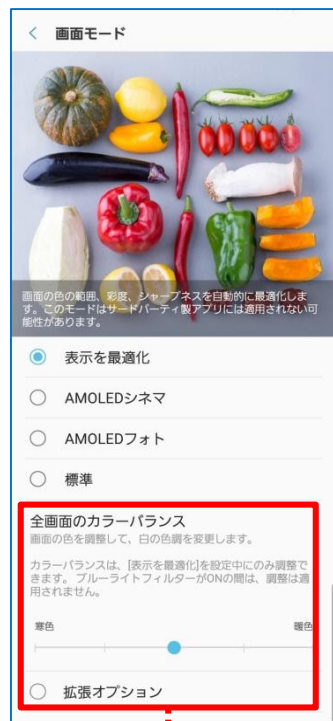 画面モード
画面の色の範囲、彩度、シャープネスを自動的に最適化しま
す。このモードはサードパーティ製アプリには適用されない可
能性があります。
表示を最適化
AMOLEDシネマ
AMOLEDフォト
標準
全画面のカラーバランス
画面の色を調整して、白の色調を変更します。
カラーバランスは、[表示を最適化]を設定中にのみ調整で
きます。 ブルーライトフィルターがONの間は、調整は適
用されません。
寒色
暖色
拡張オプション